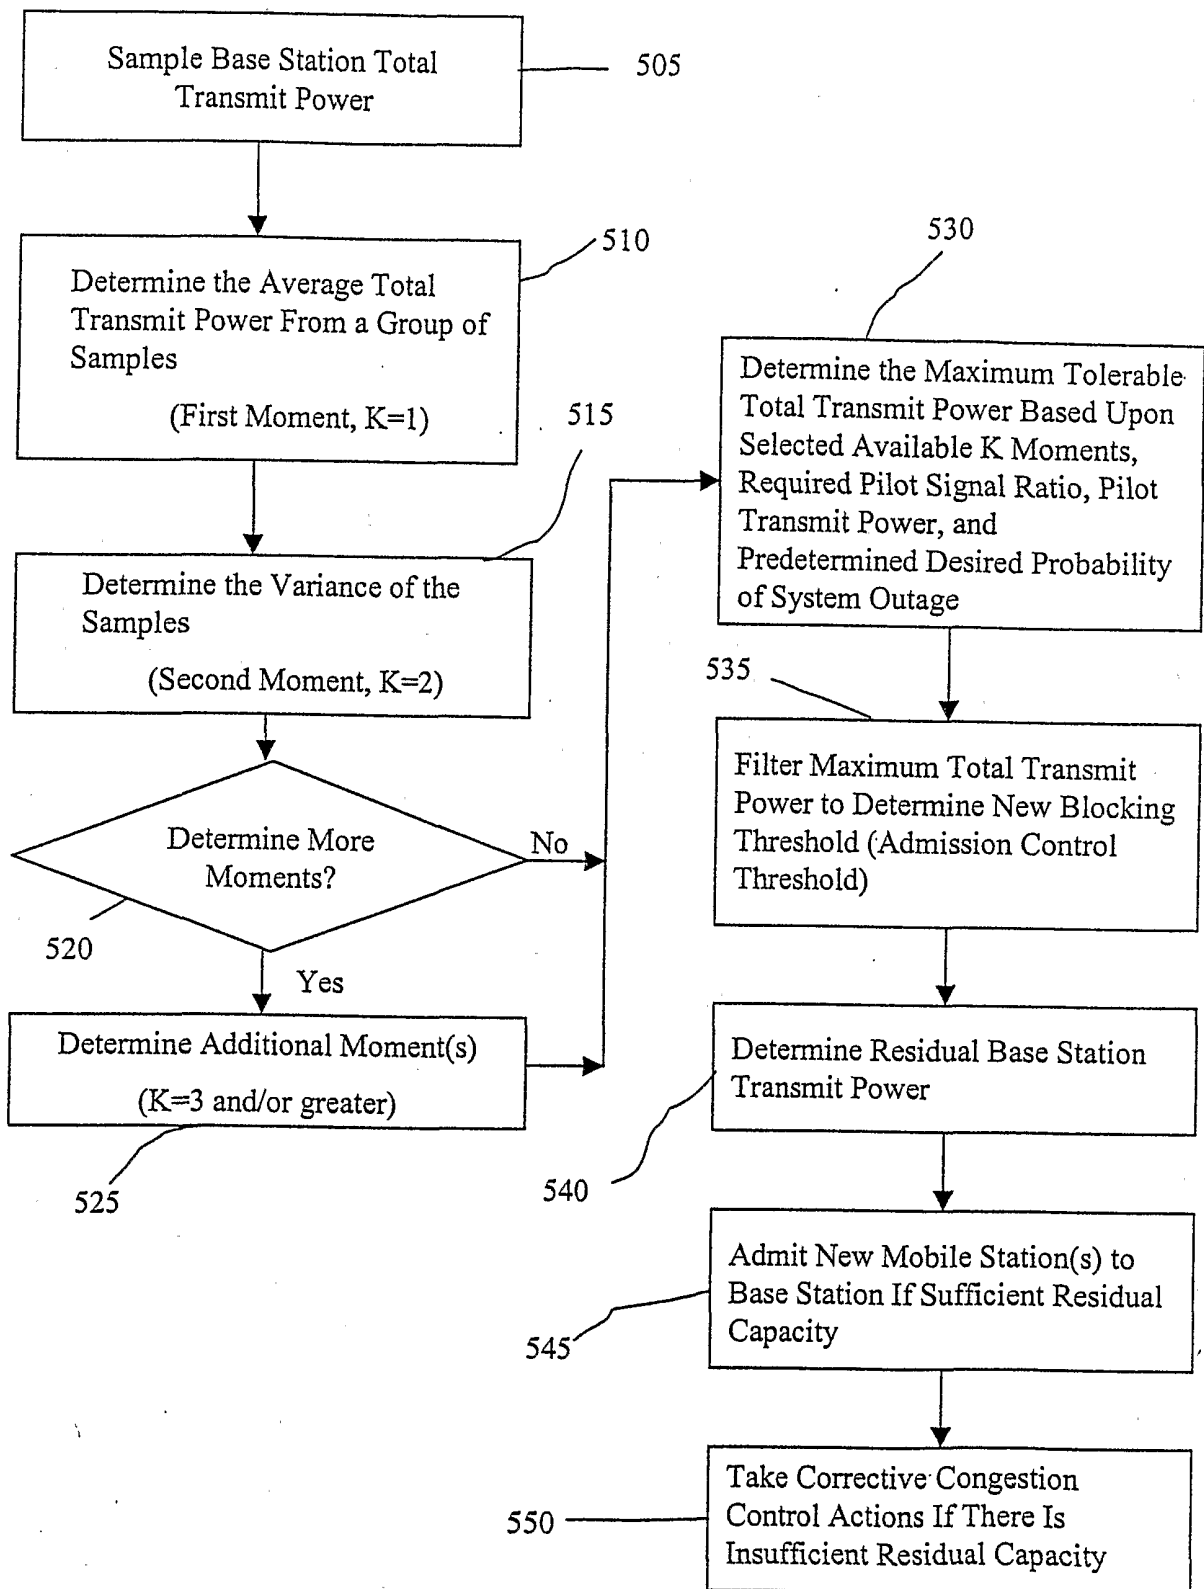 Sample Base Station Total
Transmit Power
505
Determine the Average Total
Transmit Power From a Group of
Samples
(First Moment, K=1)
510
Determine the Variance of the
Samples
(Second Moment, K=2)
515
Determine More
Moments?
No
520
Yes
Determine Additional Moment(s)
(K=3 and/or greater)
525
530
Determine the Maximum Tolerable
Total Transmit Power Based Upon
Selected Available K Moments,
Required Pilot Signal Ratio, Pilot
Transmit Power, and
Predetermined Desired Probability
of System Outage
535
Filter Maximum Total Transmit
Power to Determine New Blocking
Threshold (Admission Control
Threshold)
Determine Residual Base Station
Transmit Power
540
Admit New Mobile Station(s) to
Base Station If Sufficient Residual
Capacity
545
Take Corrective Congestion
Control Actions If There Is
Insufficient Residual Capacity
550